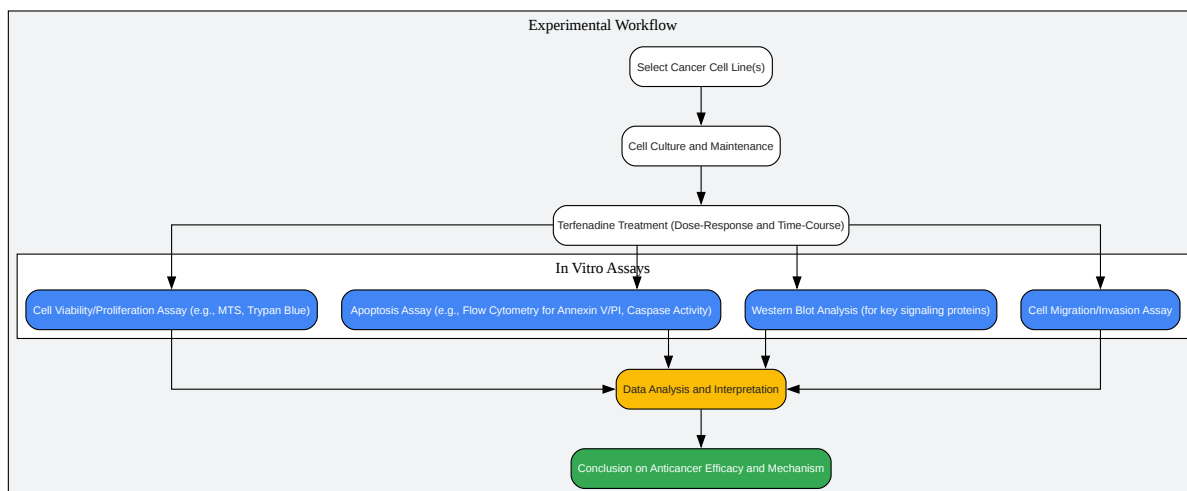 Experimental Workflow
Select Cancer Cell Line(s)
Cell Culture and Maintenance
Terfenadine Treatment (Dose-Response and Time-Course)
In Vitro Assays
Cell Viability/Proliferation Assay (e.g., MTS, Trypan Blue)
Apoptosis Assay (e.g., Flow Cytometry for Annexin V/PI, Caspase Activity)
Western Blot Analysis (for key signaling proteins)
Cell Migration/Invasion Assay
Data Analysis and Interpretation
Conclusion on Anticancer Efficacy and Mechanism